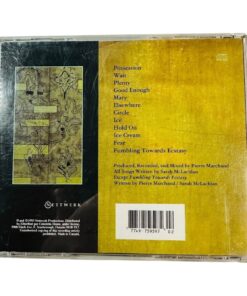 Possession
Wait
Plenty
Good Enough
Mary
Elsewhere
Circle
Ice
Hold On
Ice Cream
Fear
Fumbling Towards Ecstasy
Produced, Recorded, and Mixed by Pierre Marchand
All Songs Written by Sarah McLachlan
Except Fumbling Towards Ecstasy
Written by Pierre Marchand / Sarah McLachlan
NETTWERK